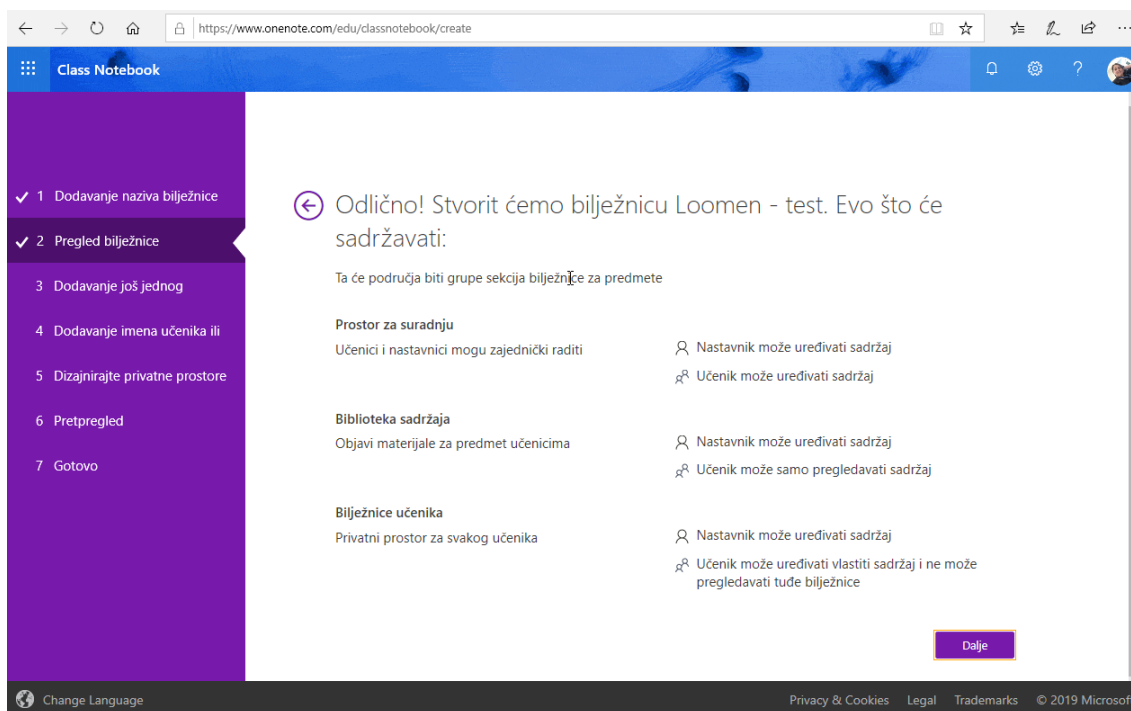 https://www.onenote.com/edu/classnotebook/create
Class Notebook
1 Dodavanje naziva bilježnice
2 Pregled bilježnice
3 Dodavanje još jednog
4 Dodavanje imena učenika ili
5 Dizajnirajte privatne prostore
6 Pretpregled
7 Gotovo
Odlično! Stvorit ćemo bilježnicu Loomen - test. Evo što će
sadržavati:
Ta će područja biti grupe sekcija bilježnice za predmete
Prostor za suradnju
Učenici i nastavnici mogu zajednički raditi
Nastavnik može uređivati sadržaj
Učenik može uređivati sadržaj
Biblioteka sadržaja
Objavi materijale za predmet učenicima
Nastavnik može uređivati sadržaj
Učenik može samo pregledavati sadržaj
Bilježnice učenika
Privatni prostor za svakog učenika
Nastavnik može uređivati sadržaj
Učenik može uređivati vlastiti sadržaj i ne može
pregledavati tuđe bilježnice
Dalje
Change Language
Privacy & Cookies Legal Trademarks © 2019 Microsoft